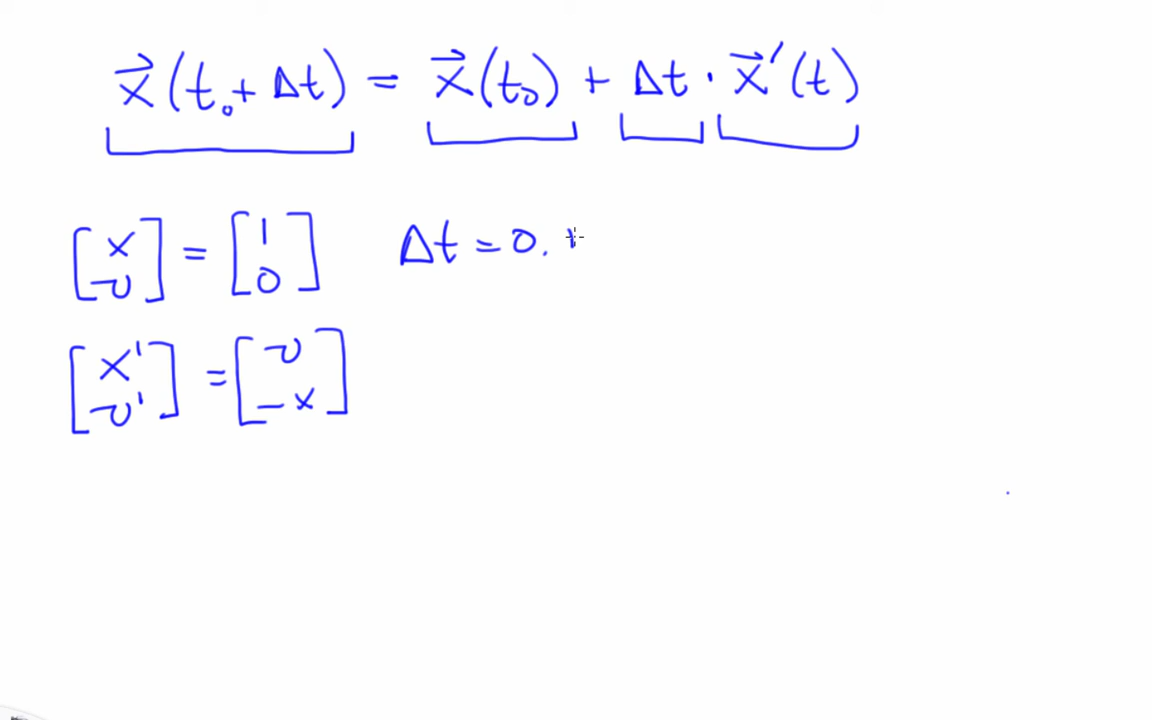 x⃗(t₀+Δt) = x⃗(t₀) + Δt · x⃗′(t)
[x v] = [1 0] Δt = 0.
[x' v'] = [v -x]